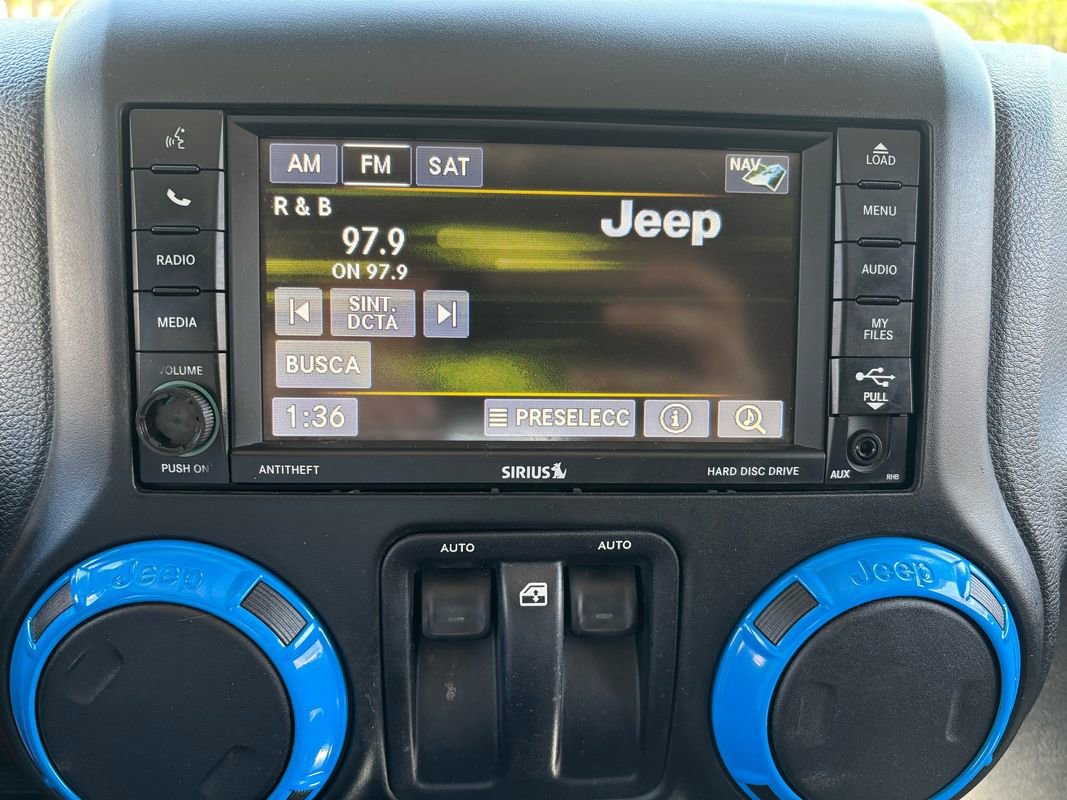 AM FM SAT NAV
R & B
97.9
ON 97.9
SINT.
DCTA
BUSCA
1:36 PRESELECC
Jeep
RADIO
MEDIA
VOLUME
PUSH ON
LOAD
MENU
AUDIO
MY
FILES
PULL
AUX RHB
ANTITHEFT SIRIUS HARD DISC DRIVE
AUTO AUTO
Jeep Jeep